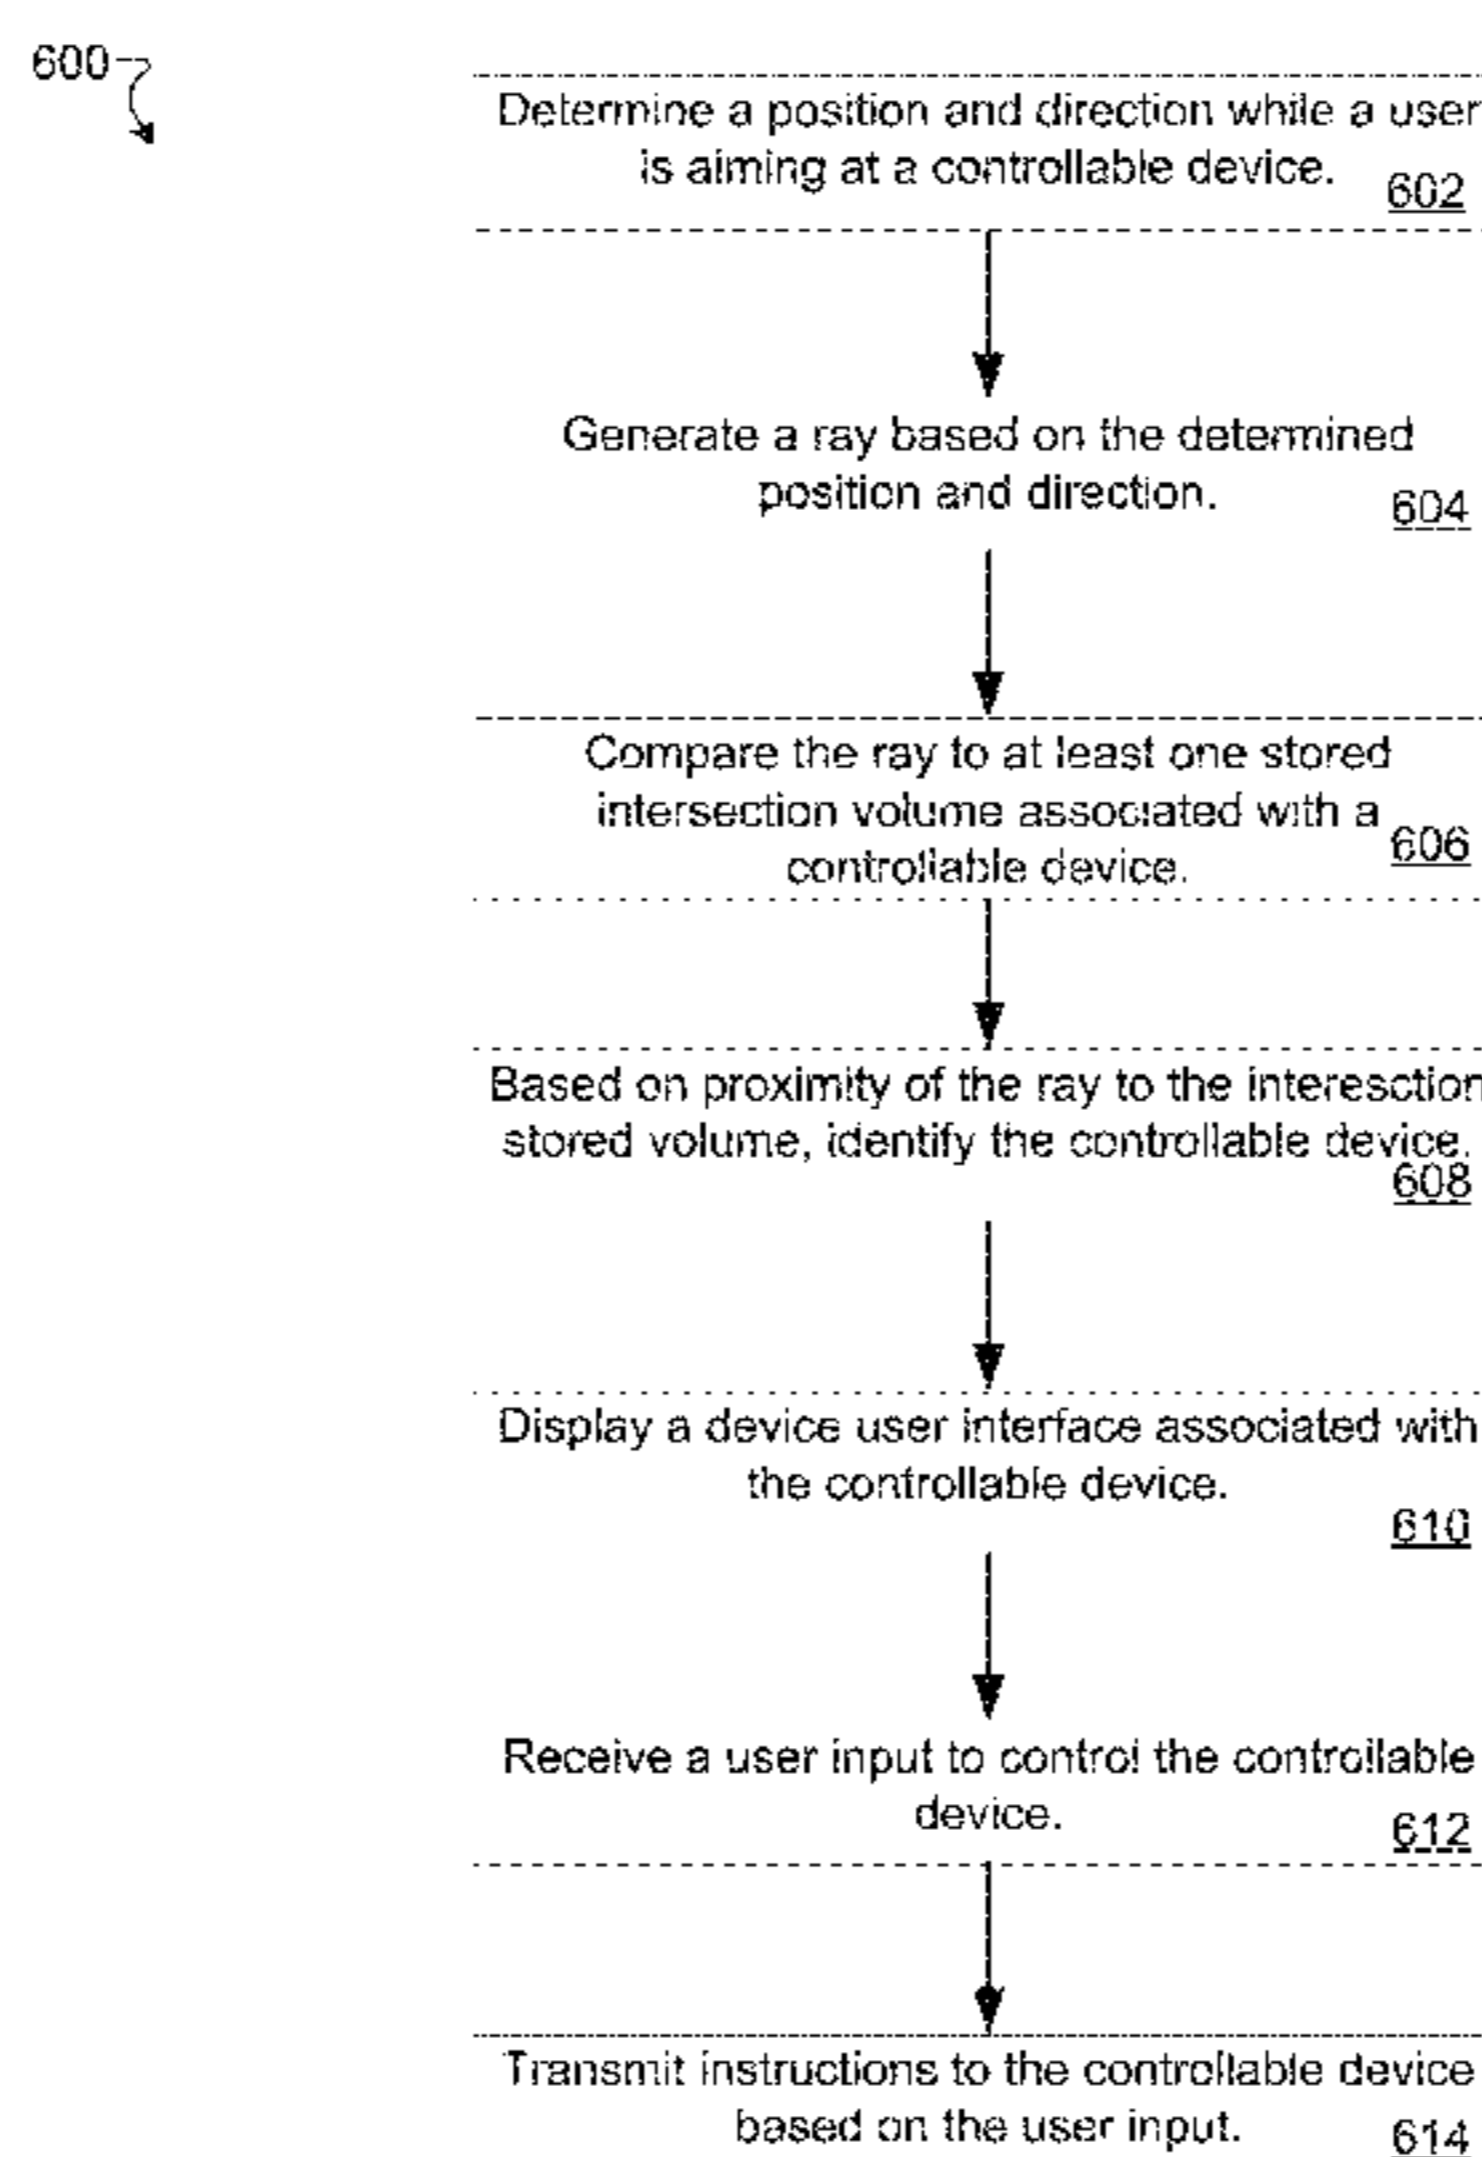 600
Determine a position and direction while a user
is aiming at a controllable device.
602
Generate a ray based on the determined
position and direction.
604
Compare the ray to at least one stored
intersection volume associated with a
controllable device.
606
Based on proximity of the ray to the interesction
stored volume, identify the controllable device.
608
Display a device user interface associated with
the controllable device.
610
Receive a user input to control the controllable
device.
612
Transmit instructions to the controllable device
based on the user input.
614